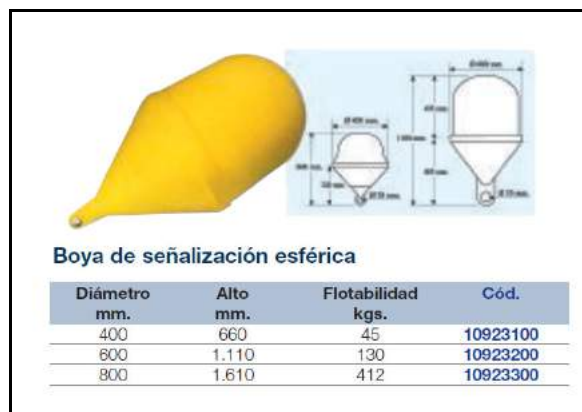 Boya de señalización esférica
Diámetro mm. Alto mm. Flotabilidad kgs. Cód.
400 660 45 10923100
600 1.110 130 10923200
800 1.610 412 10923300